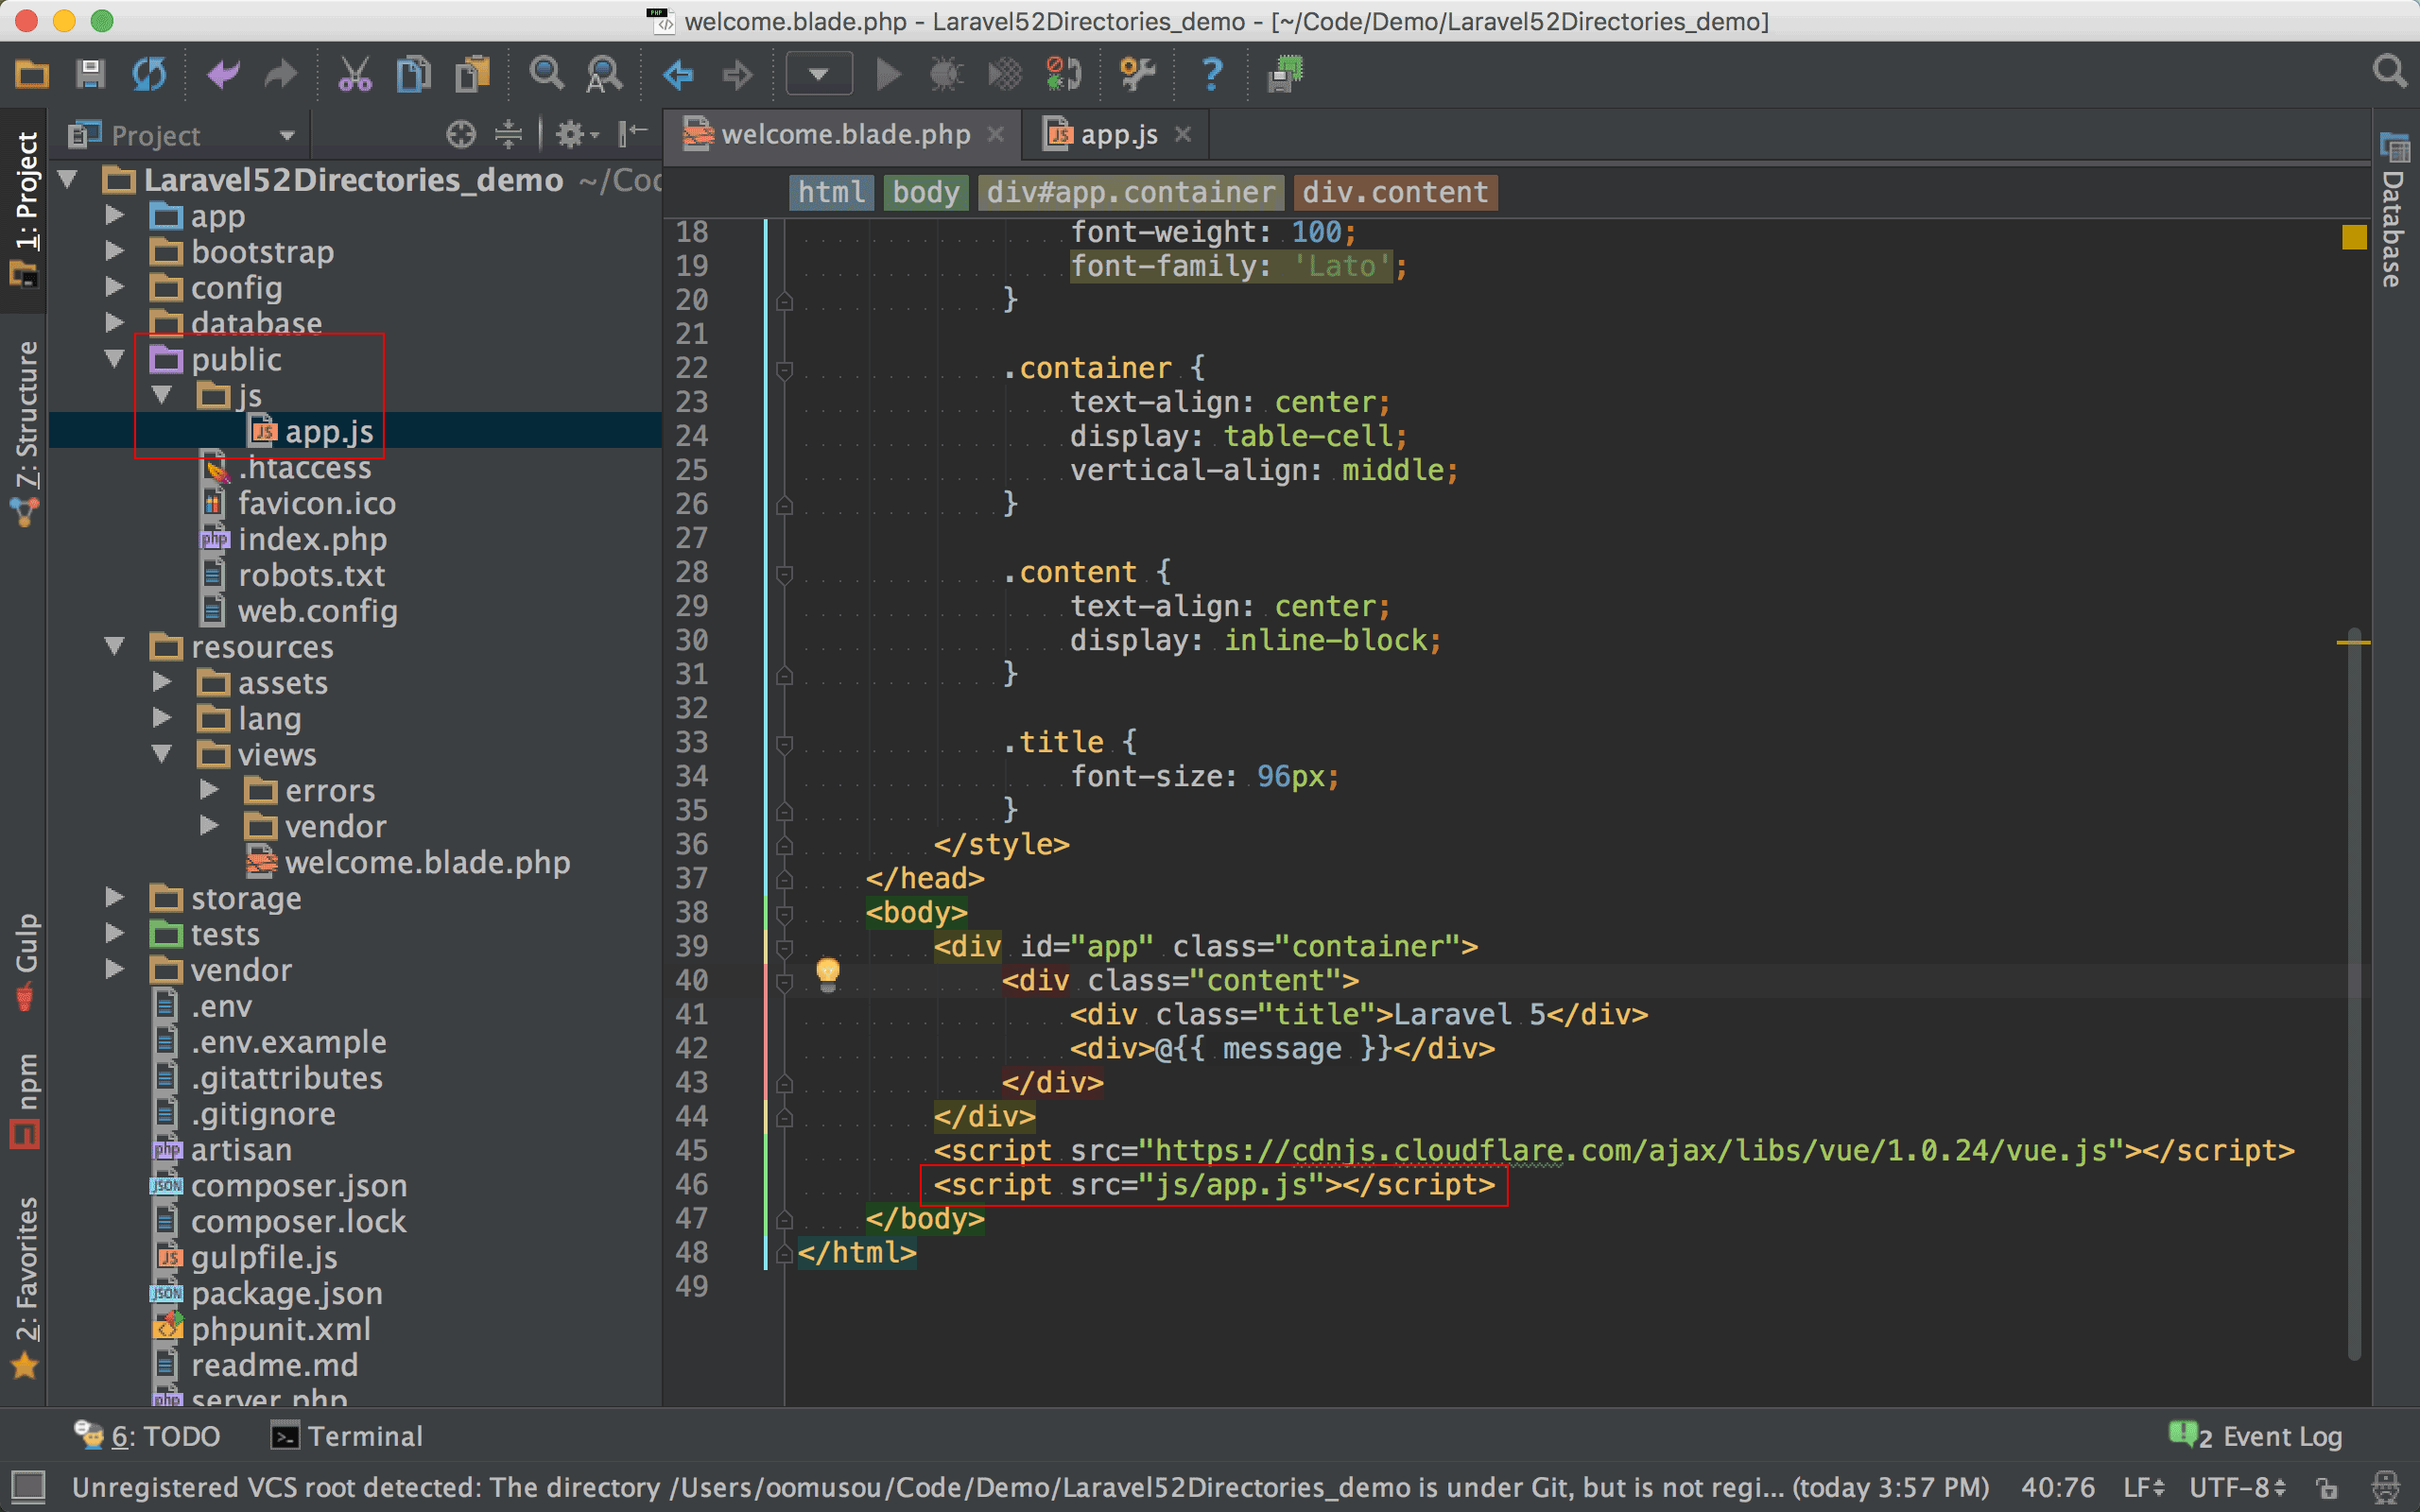 welcome.blade.php - Laravel52Directories_demo - [~/Code/Demo/Laravel52Directories_demo]
Project
welcome.blade.php
app.js
1: Project
7: Structure
Gulp
npm
2: Favorites
Database
Laravel52Directories_demo ~/Coc
app
bootstrap
config
database
public
js
app.js
.htaccess
favicon.ico
index.php
robots.txt
web.config
resources
assets
lang
views
errors
vendor
welcome.blade.php
storage
tests
vendor
.env
.env.example
.gitattributes
.gitignore
artisan
composer.json
composer.lock
gulpfile.js
package.json
phpunit.xml
readme.md
server.php
html body div#app.container div.content
18 font-weight: 100;
19 font-family: 'Lato';
20 }
21
22 .container {
23 text-align: center;
24 display: table-cell;
25 vertical-align: middle;
26 }
27
28 .content {
29 text-align: center;
30 display: inline-block;
31 }
32
33 .title {
34 font-size: 96px;
35 }
36 </style>
37 </head>
38 <body>
39 <div id="app" class="container">
40 <div class="content">
41 <div class="title">Laravel 5</div>
42 <div>@{{ message }}</div>
43 </div>
44 </div>
45 <script src="https://cdnjs.cloudflare.com/ajax/libs/vue/1.0.24/vue.js"></script>
46 <script src="js/app.js"></script>
47 </body>
48 </html>
49
6: TODO
Terminal
2 Event Log
Unregistered VCS root detected: The directory /Users/oomusou/Code/Demo/Laravel52Directories_demo is under Git, but is not regi... (today 3:57 PM) 40:76 LF UTF-8